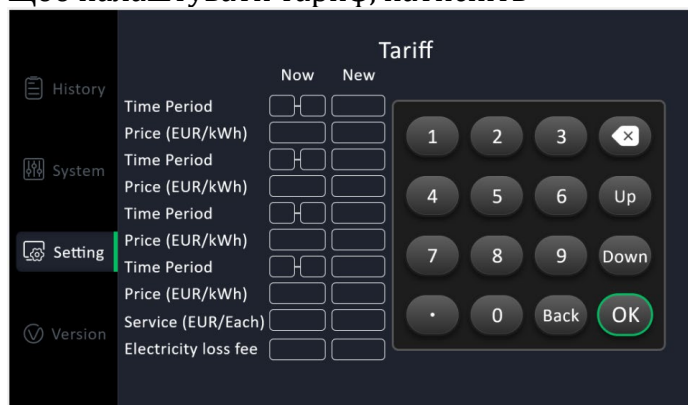 Щоб налаштувати тариф, натисніть
Tariff
Now New
History
System
Setting
Version
Time Period
Price (EUR/kWh)
Time Period
Price (EUR/kWh)
Time Period
Price (EUR/kWh)
Time Period
Price (EUR/kWh)
Service (EUR/Each)
Electricity loss fee
1 2 3
4 5 6 Up
7 8 9 Down
. 0 Back OK